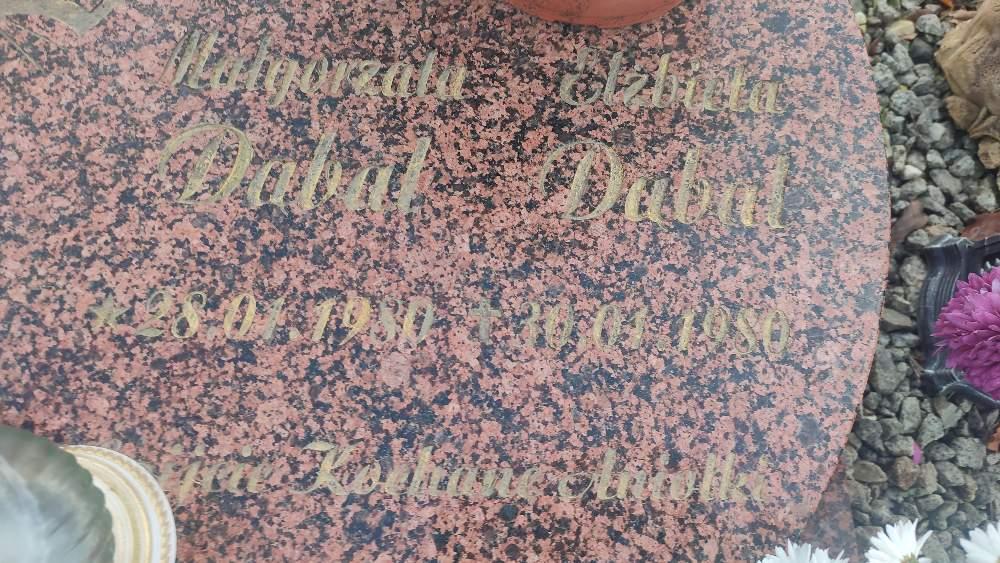 Małgorzata Elżbieta
Dabal Dabal
★ 28.01.1980 ✝ 30.01.1980
Kochane Aniołki